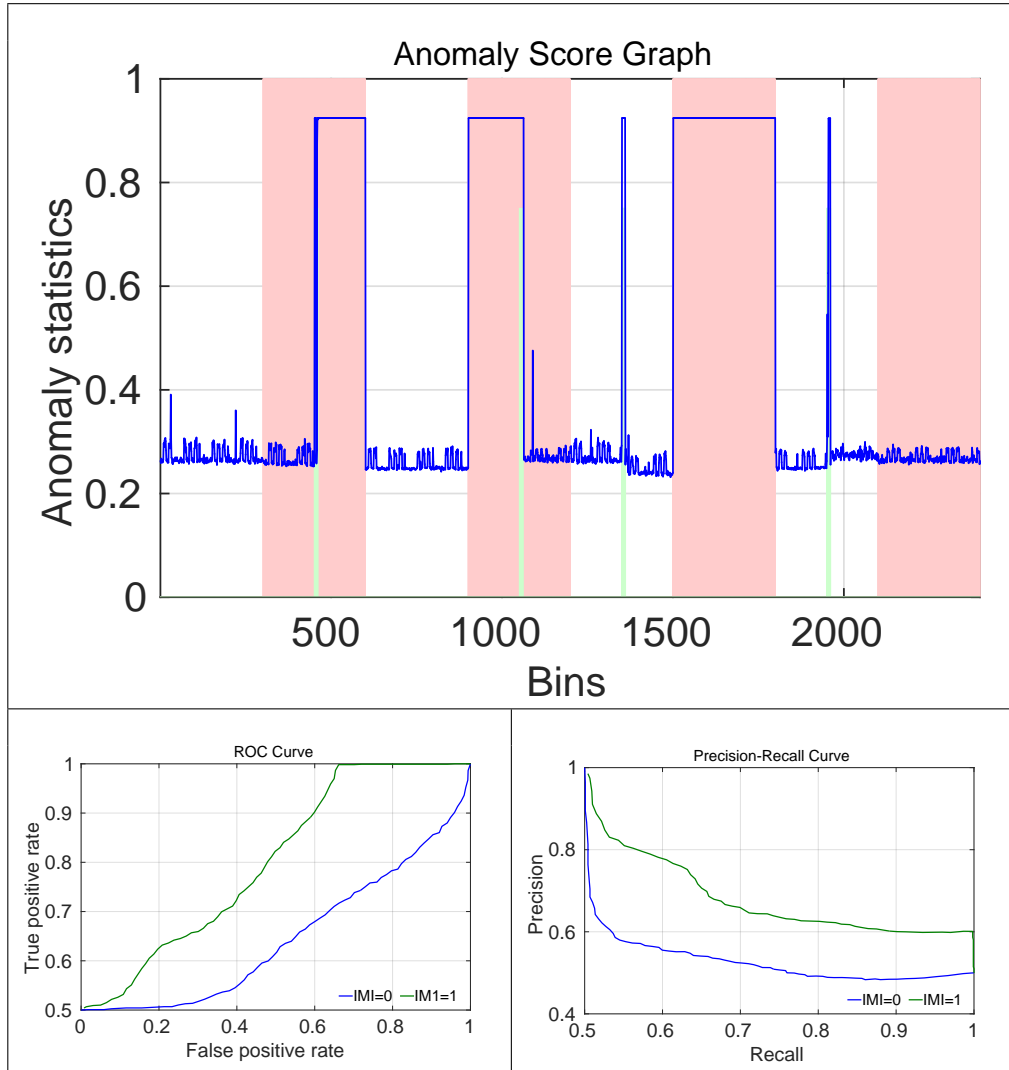 Anomaly Score Graph
Anomaly statistics
1
0.8
0.6
0.4
0.2
0
500 1000 1500 2000
Bins
ROC Curve
True positive rate
1
0.9
0.8
0.7
0.6
0.5
0 0.2 0.4 0.6 0.8 1
False positive rate
IMI=0 IM1=1
Precision-Recall Curve
Precision
1
0.8
0.6
0.4
0.5 0.6 0.7 0.8 0.9 1
Recall
IMI=0 IMI=1